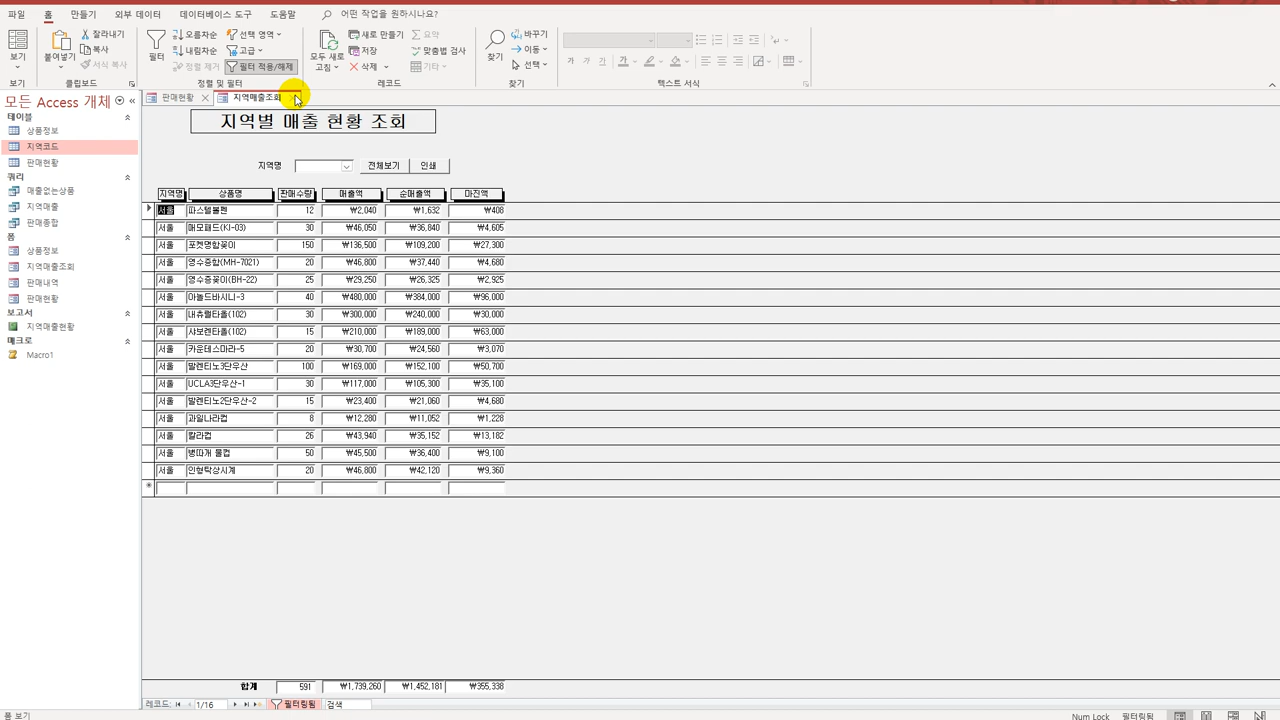 파일 홈 만들기 외부 데이터 데이터베이스 도구 도움말 어떤 작업을 원하시나요?
보기 붙여넣기 잘라내기 복사 서식 복사 필터 오름차순 내림차순 정렬 제거 선택 영역 고급 필터 적용/해제 모두 새로 고침 새로 만들기 저장 삭제 요약 맞춤법 검사 기타 찾기 바꾸기 이동 선택 가 가 가
보기 클립보드 정렬 및 필터 레코드 찾기 텍스트 서식
모든 Access 개체 판매현황 지역매출조회
테이블
상품정보
지역코드
판매현황
쿼리
매출없는상품
지역매출
판매종합
폼
상품정보
지역매출조회
판매내역
판매현황
보고서
지역매출현황
매크로
Macro1
지역별 매출 현황 조회
지역명 전체보기 인쇄
지역명 상품명 판매수량 매출액 순매출액 마진액
서울 파스텔볼펜 12 ₩2,040 ₩1,632 ₩408
서울 매모패드(KI-03) 30 ₩46,050 ₩36,840 ₩4,605
서울 포켓명함꽂이 150 ₩136,500 ₩109,200 ₩27,300
서울 영수증함(MH-7021) 20 ₩46,800 ₩37,440 ₩4,680
서울 영수증꽂이(BH-22) 25 ₩29,250 ₩26,325 ₩2,925
서울 아놀드바시니-3 40 ₩480,000 ₩384,000 ₩96,000
서울 내츄럴타올(102) 30 ₩300,000 ₩240,000 ₩30,000
서울 샤보렌타올(102) 15 ₩210,000 ₩189,000 ₩63,000
서울 카운테스마라-5 20 ₩30,700 ₩24,560 ₩3,070
서울 발렌티노3단우산 100 ₩169,000 ₩152,100 ₩50,700
서울 UCLA3단우산-1 30 ₩117,000 ₩105,300 ₩35,100
서울 발렌티노2단우산-2 15 ₩23,400 ₩21,060 ₩4,680
서울 과일나라컵 8 ₩12,280 ₩11,052 ₩1,228
서울 칼라컵 26 ₩43,940 ₩35,152 ₩13,182
서울 병따개 물컵 50 ₩45,500 ₩36,400 ₩9,100
서울 인형탁상시계 20 ₩46,800 ₩42,120 ₩9,360
합계 591 ₩1,739,260 ₩1,452,181 ₩355,338
레코드: 1/16 필터링됨 검색
폼 보기 Num Lock 필터링됨